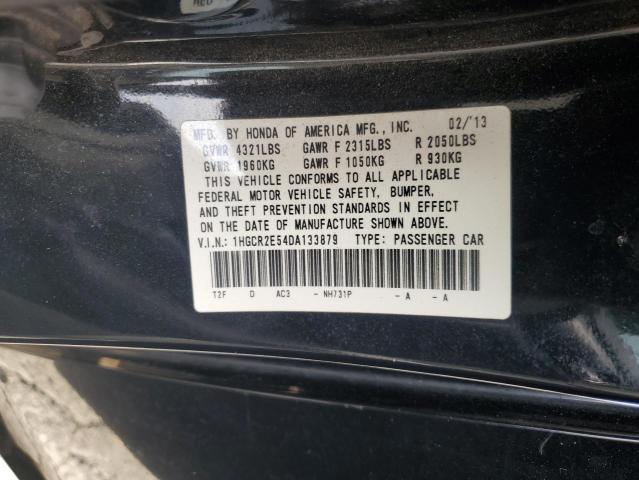 MFD. BY HONDA OF AMERICA MFG., INC. 02/'13
GVWR 4321LBS GAWR F 2315LBS R 2050LBS
GVWR 1960KG GAWR F 1050KG R 930KG
THIS VEHICLE CONFORMS TO ALL APPLICABLE
FEDERAL MOTOR VEHICLE SAFETY, BUMPER,
AND THEFT PREVENTION STANDARDS IN EFFECT
ON THE DATE OF MANUFACTURE SHOWN ABOVE.
V.I.N.: 1HGCR2E54DA133879 TYPE: PASSENGER CAR
T2F D AC3 - NH731P - A - A